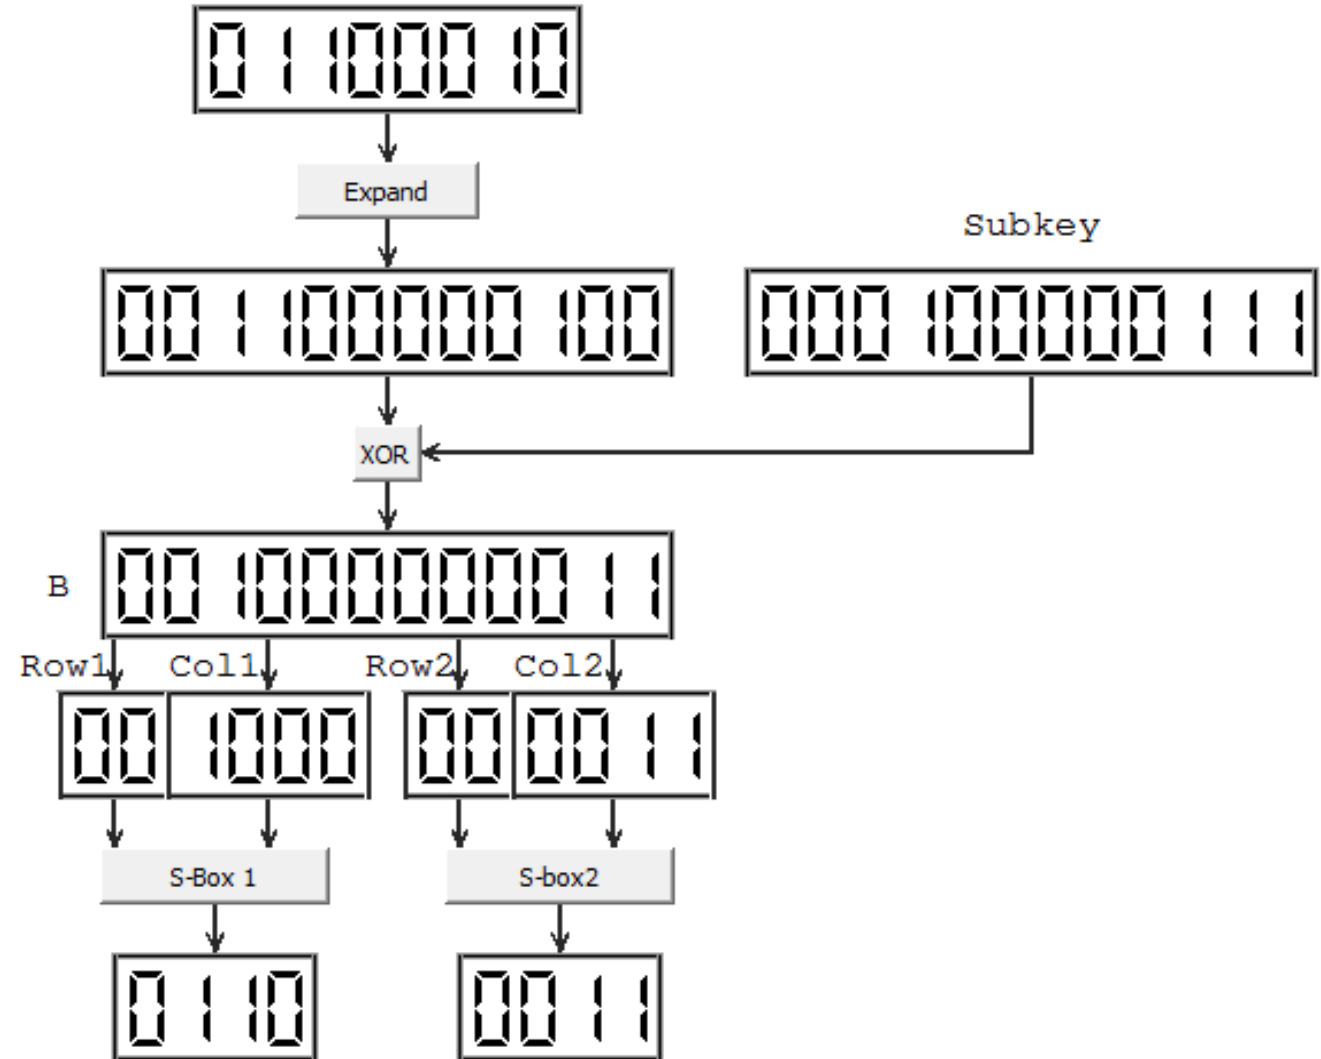 01100010
Expand
Subkey
001100000100
000100000111
XOR
B
001000000011
Row1 Col1 Row2 Col2
00 1000 00 0011
S-Box 1 S-box2
0110 0011